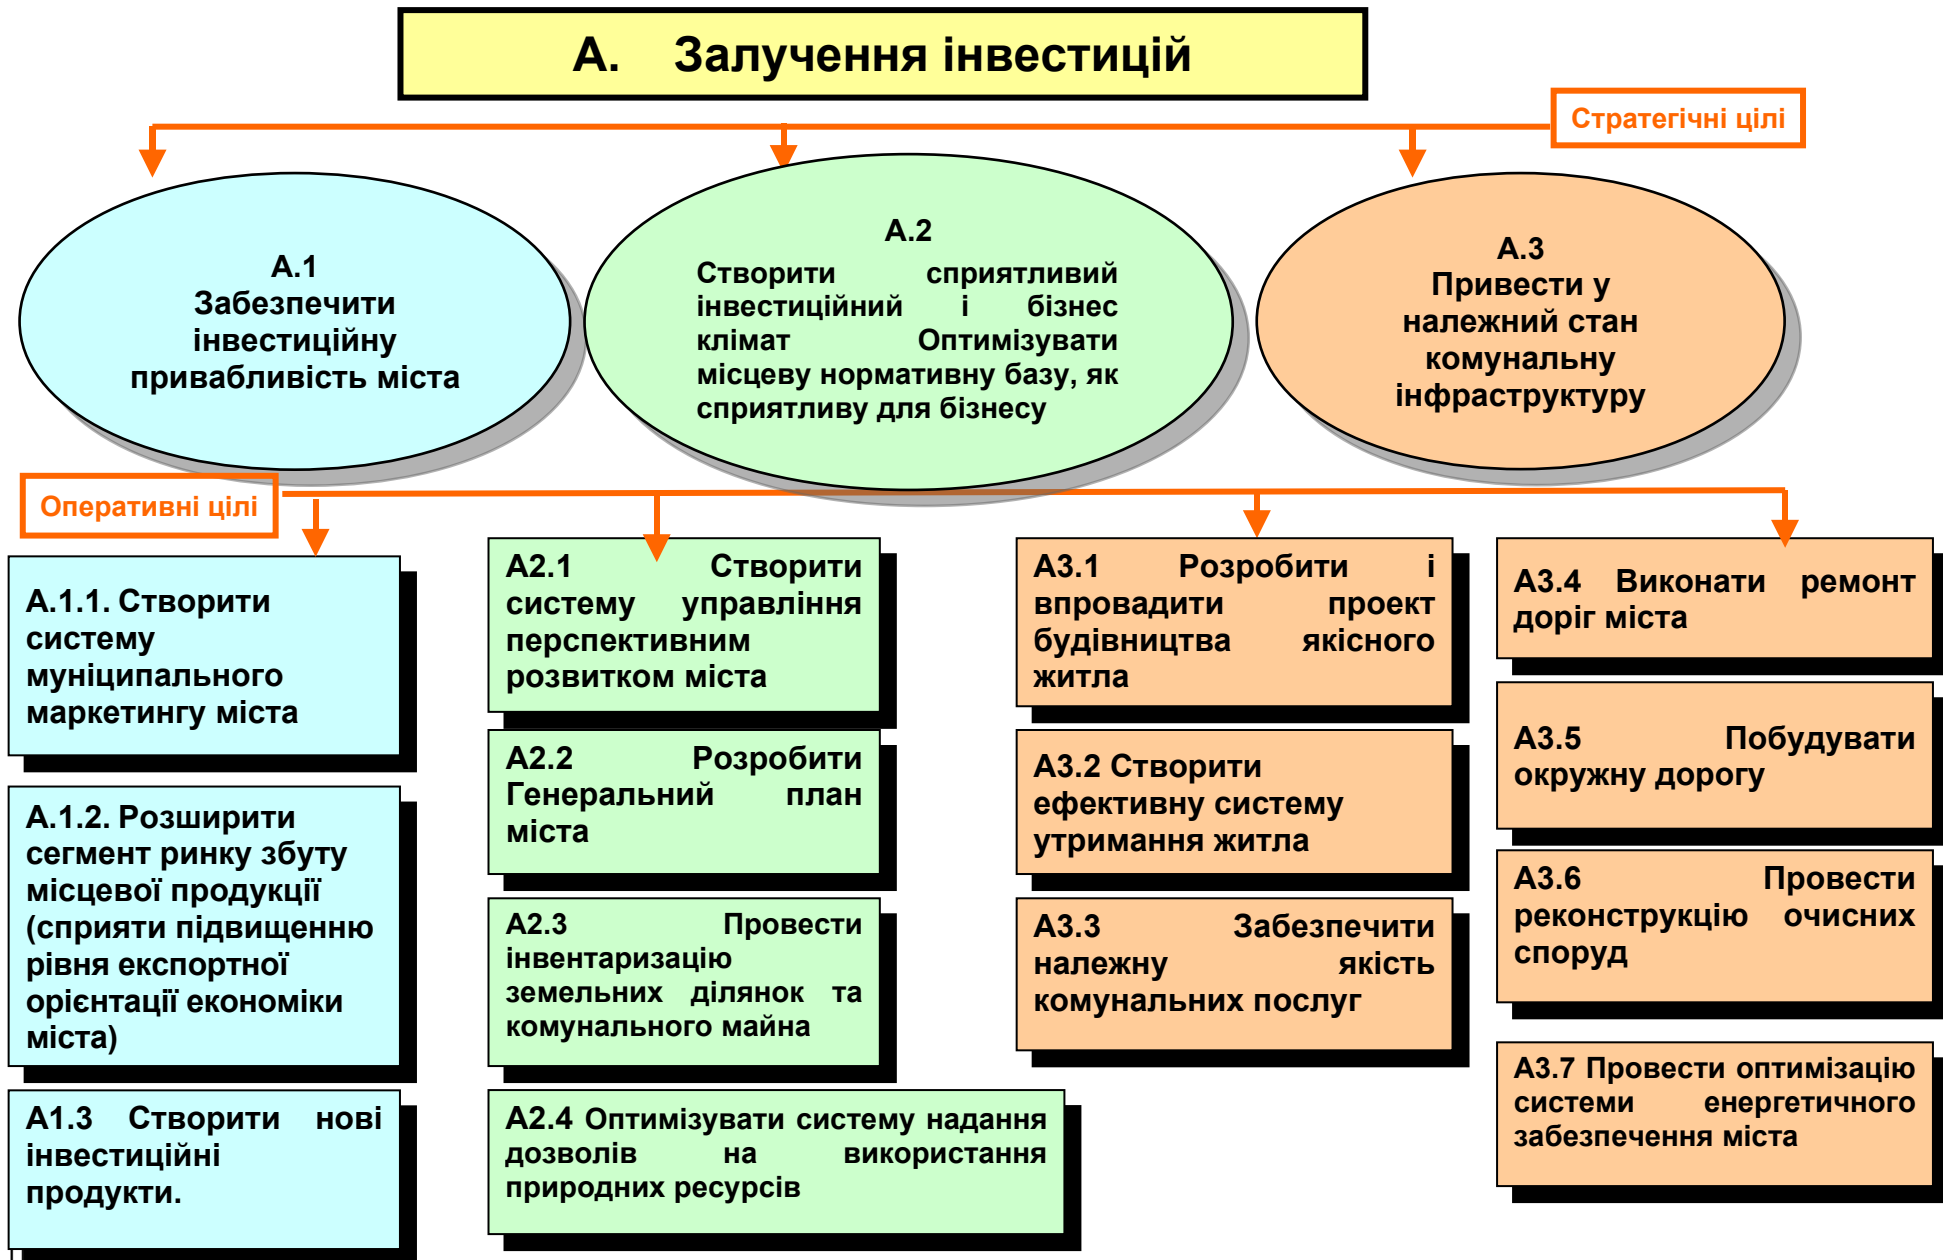 А. Залучення інвестицій
Стратегічні цілі
А.1
Забезпечити
інвестиційну
привабливість міста
А.2
Створити сприятливий
інвестиційний і бізнес
клімат Оптимізувати
місцеву нормативну базу, як
сприятливу для бізнесу
А.3
Привести у
належний стан
комунальну
інфраструктуру
Оперативні цілі
А.1.1. Створити
систему
муніципального
маркетингу міста
А.1.2. Розширити
сегмент ринку збуту
місцевої продукції
(сприяти підвищенню
рівня експортної
орієнтації економіки
міста)
А1.3 Створити нові
інвестиційні
продукти.
А2.1 Створити
систему управління
перспективним
розвитком міста
А2.2 Розробити
Генеральний план
міста
А2.3 Провести
інвентаризацію
земельних ділянок та
комунального майна
А2.4 Оптимізувати систему надання
дозволів на використання
природних ресурсів
А3.1 Розробити і
впровадити проект
будівництва якісного
житла
А3.2 Створити
ефективну систему
утримання житла
А3.3 Забезпечити
належну якість
комунальних послуг
А3.4 Виконати ремонт
доріг міста
А3.5 Побудувати
окружну дорогу
А3.6 Провести
реконструкцію очисних
споруд
А3.7 Провести оптимізацію
системи енергетичного
забезпечення міста